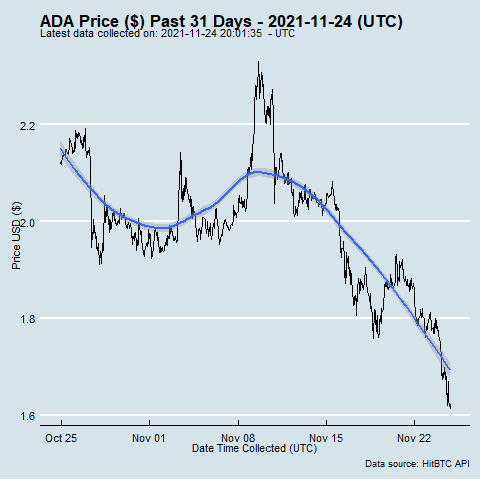 ADA Price ($) Past 31 Days - 2021-11-24 (UTC)
Latest data collected on: 2021-11-24 20:01:35 - UTC
2.2
2.0
1.8
1.6
Price USD ($)
Oct 25
Nov 01
Nov 08
Nov 15
Nov 22
Date Time Collected (UTC)
Data source: HitBTC API